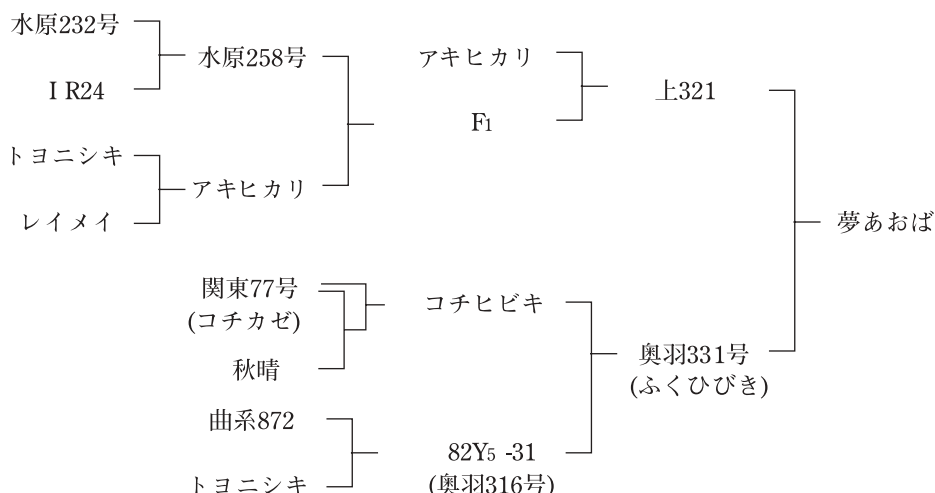 水原232号
IR24
水原258号
トヨニシキ
レイメイ
アキヒカリ
アキヒカリ
F1
上321
夢あおば
関東77号
(コチカゼ)
秋晴
コチヒビキ
曲系872
トヨニシキ
82Y5 -31
(奥羽316号)
奥羽331号
(ふくひびき)